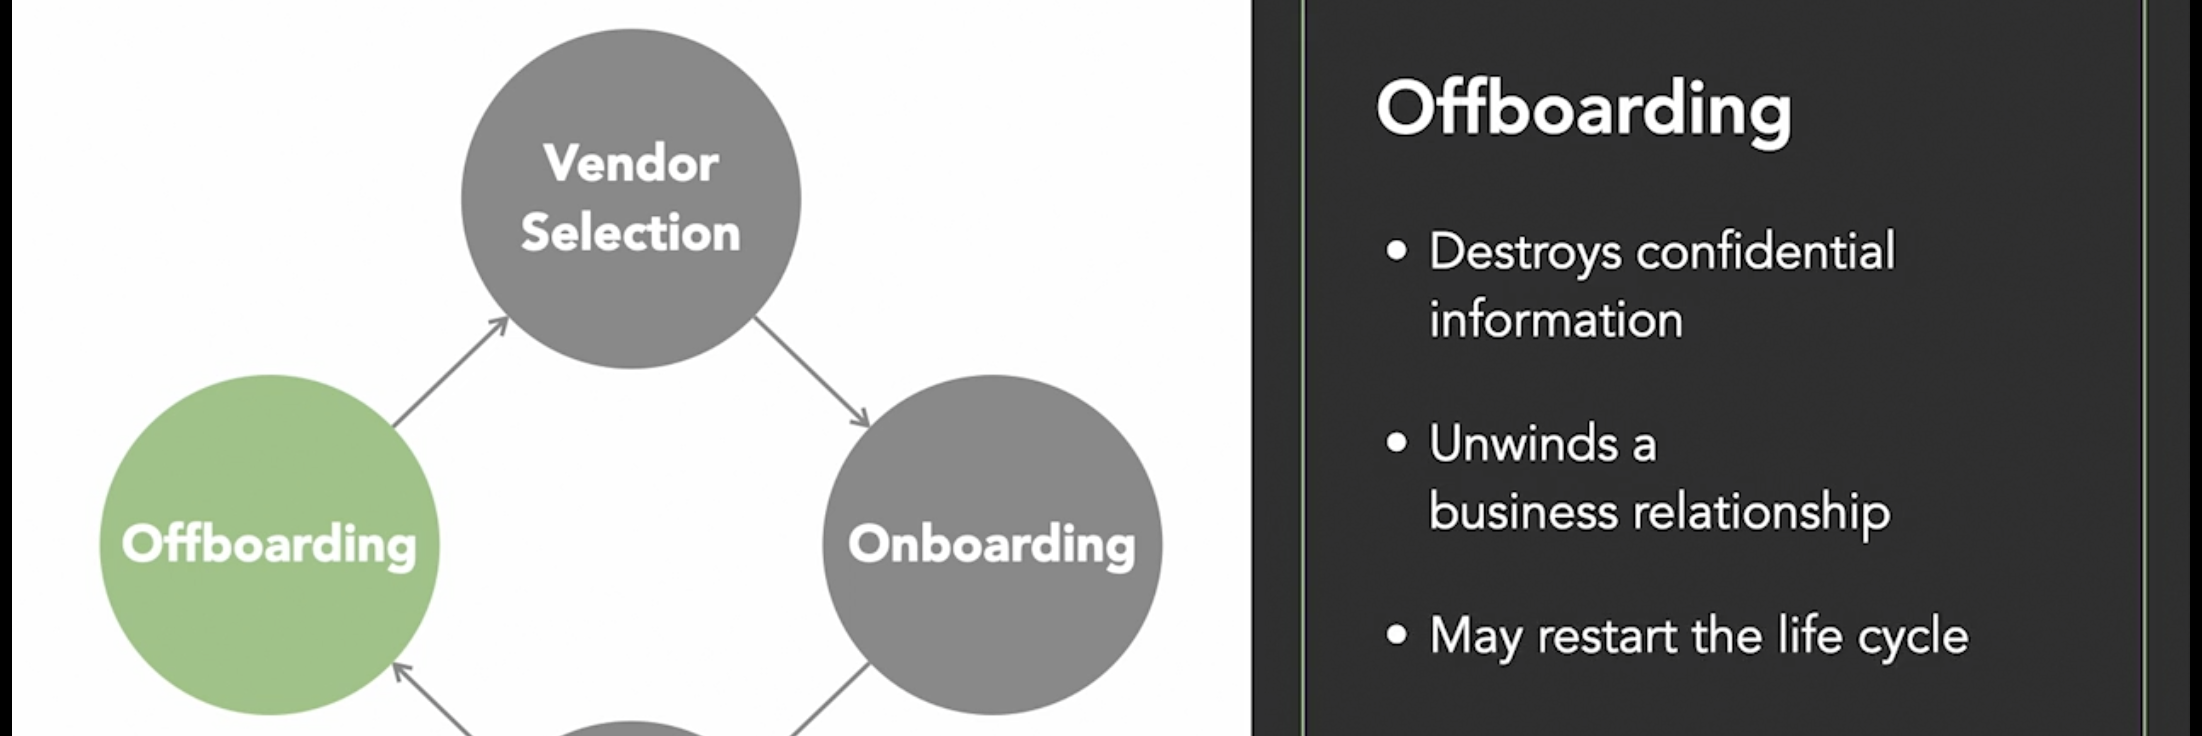 Vendor
Selection
Offboarding
Onboarding
Offboarding
• Destroys confidential
information
• Unwinds a
business relationship
• May restart the life cycle